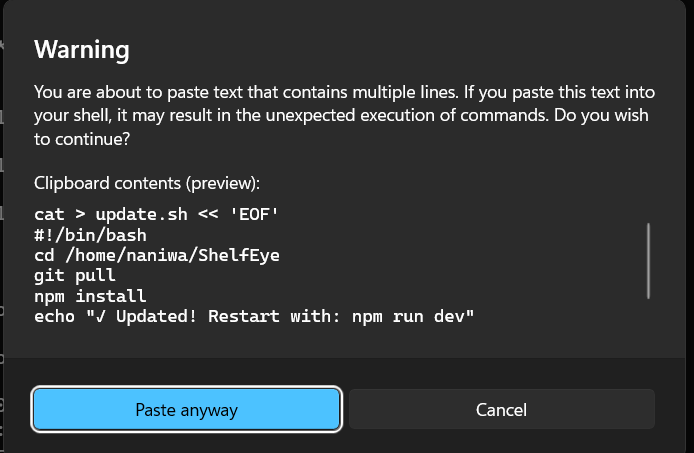 Warning
You are about to paste text that contains multiple lines. If you paste this text into
your shell, it may result in the unexpected execution of commands. Do you wish
to continue?
Clipboard contents (preview):
cat > update.sh << 'EOF'
#!/bin/bash
cd /home/naniwa/ShelfEye
git pull
npm install
echo "✓ Updated! Restart with: npm run dev"
Paste anyway
Cancel